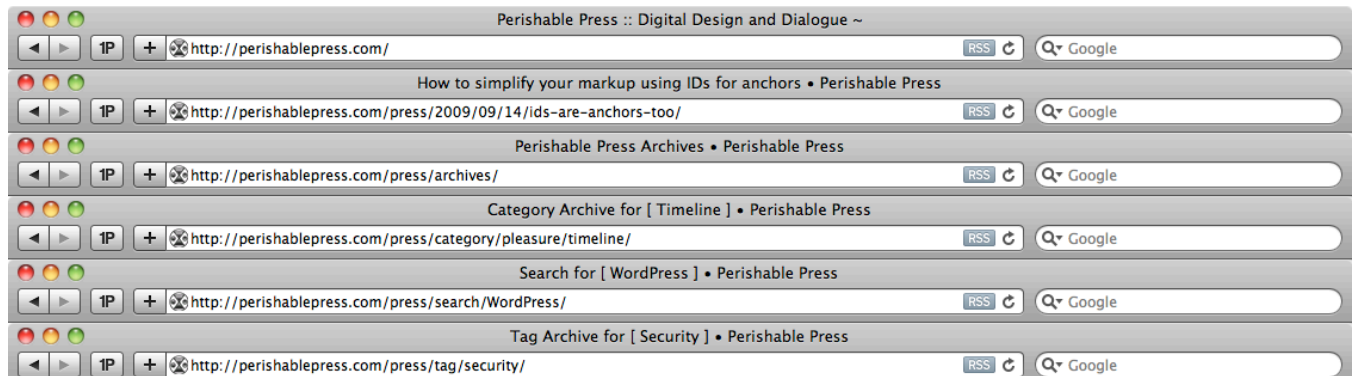 Perishable Press :: Digital Design and Dialogue ~
1P + http://perishablepress.com/ RSS Google
How to simplify your markup using IDs for anchors • Perishable Press
1P + http://perishablepress.com/press/2009/09/14/ids-are-anchors-too/ RSS Google
Perishable Press Archives • Perishable Press
1P + http://perishablepress.com/press/archives/ RSS Google
Category Archive for [ Timeline ] • Perishable Press
1P + http://perishablepress.com/press/category/pleasure/timeline/ RSS Google
Search for [ WordPress ] • Perishable Press
1P + http://perishablepress.com/press/search/WordPress/ RSS Google
Tag Archive for [ Security ] • Perishable Press
1P + http://perishablepress.com/press/tag/security/ RSS Google